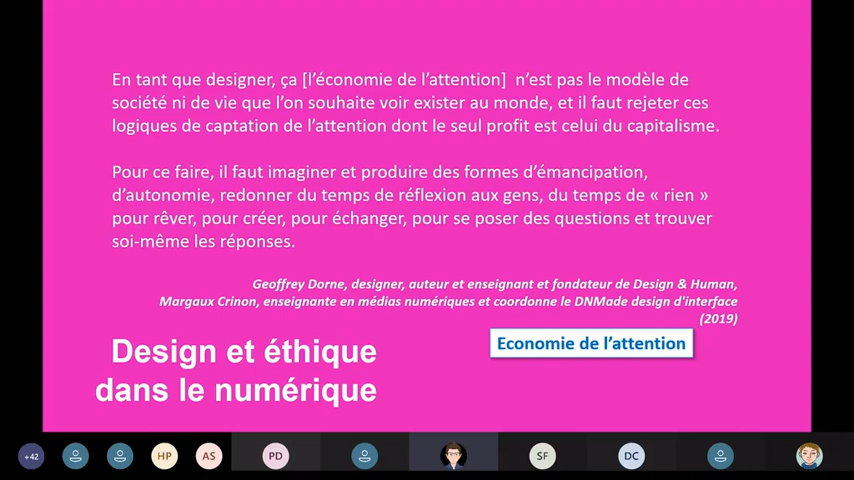 En tant que designer, ça [l’économie de l’attention]  n’est pas le modèle de
société ni de vie que l’on souhaite voir exister au monde, et il faut rejeter ces
logiques de captation de l’attention dont le seul profit est celui du capitalisme.
Pour ce faire, il faut imaginer et produire des formes d’émancipation,
d’autonomie, redonner du temps de réflexion aux gens, du temps de « rien »
pour rêver, pour créer, pour échanger, pour se poser des questions et trouver
soi-même les réponses.
Geoffrey Dorne, designer, auteur et enseignant et fondateur de Design & Human,
Margaux Crinon, enseignante en médias numériques et coordonne le DNMade design d'interface
(2019)
Economie de l’attention
Design et éthique
dans le numérique
+42 HP AS PD SF DC